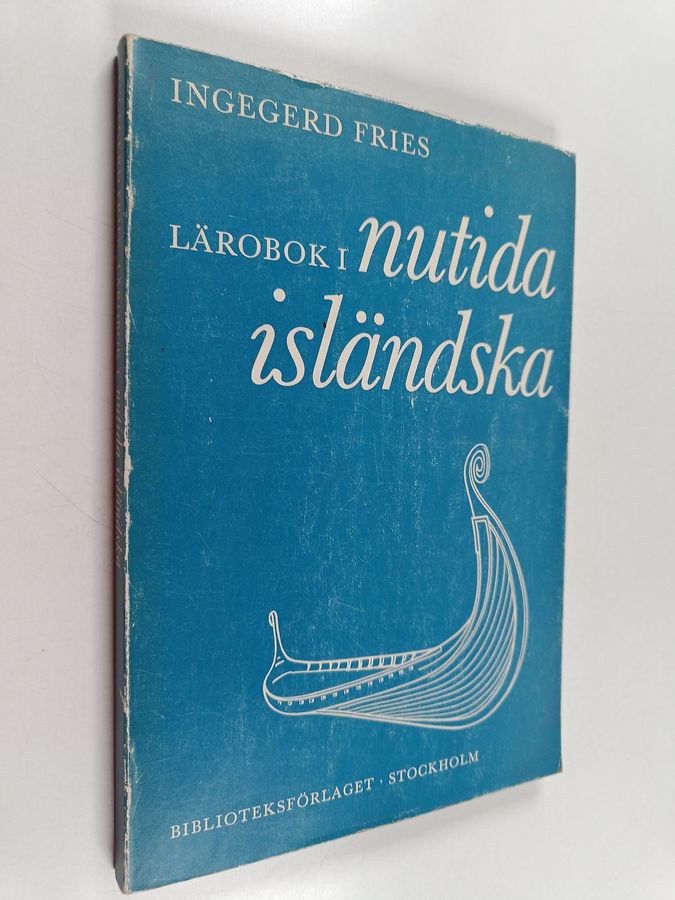 INGEGERD FRIES
LÄROBOK I nutida
isländska
BIBLIOTEKSFÖRLAGET · STOCKHOLM